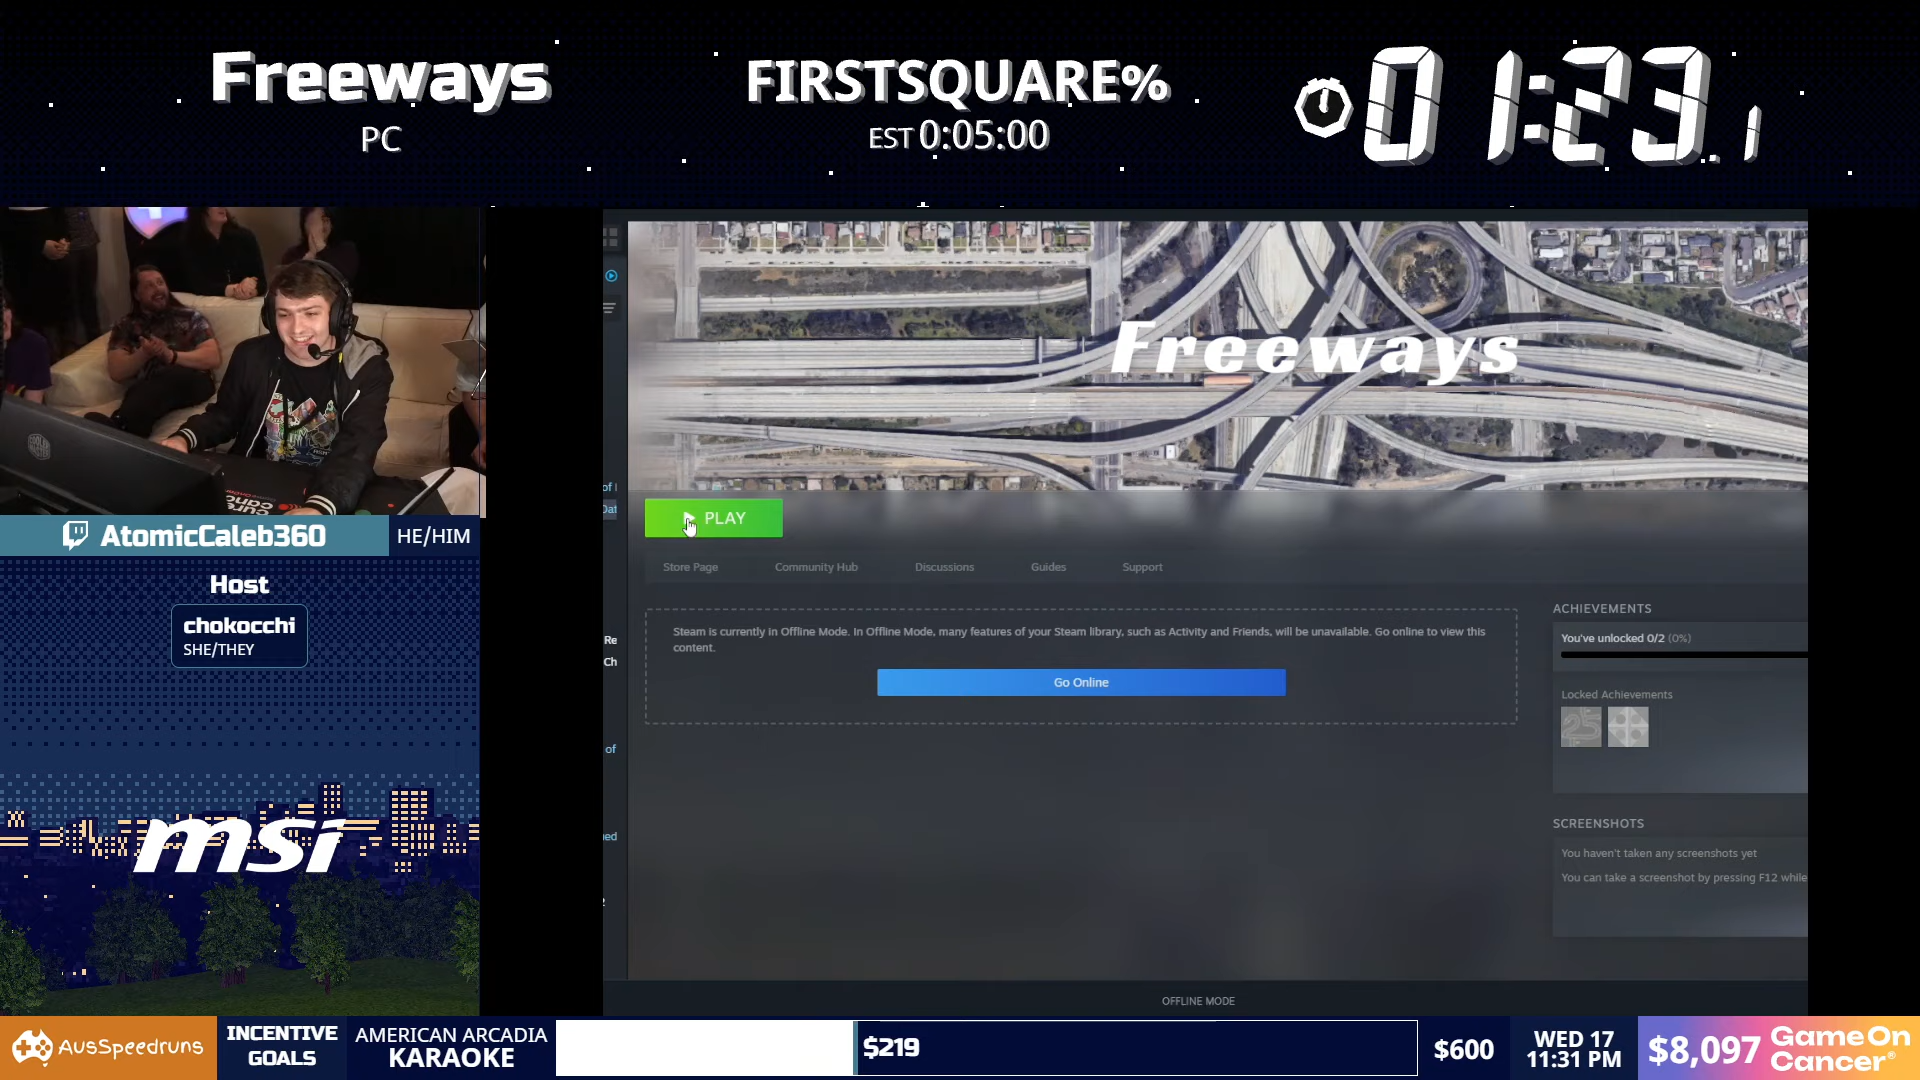 Freeways
PC
FIRSTSQUARE%
EST 0:05:00
01:23.1
AtomicCaleb360
HE/HIM
Host
chokocchi
SHE/THEY
msi
Freeways
PLAY
Store Page
Community Hub
Discussions
Guides
Support
Steam is currently in Offline Mode. In Offline Mode, many features of your Steam library, such as Activity and Friends, will be unavailable. Go online to view this
content.
Go Online
ACHIEVEMENTS
You've unlocked 0/2 (0%)
Locked Achievements
25
SCREENSHOTS
You haven't taken any screenshots yet
You can take a screenshot by pressing F12 while
of
Re
Ch
of
OFFLINE MODE
AusSpeedruns
INCENTIVE
GOALS
AMERICAN ARCADIA
KARAOKE
$219
$600
WED 17
11:31 PM
$8,097
GameOn
Cancer®